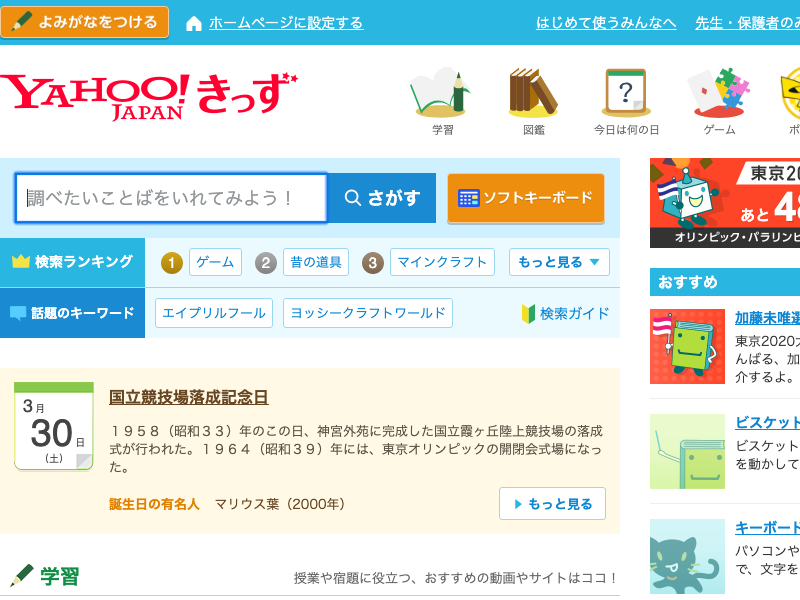 よみがなをつける
ホームページに設定する
はじめて使うみんなへ
先生・保護者のみ
YAHOO!きっず
JAPAN
学習
図鑑
?
今日は何の日
ゲーム
調べたいことばをいれてみよう！
さがす
ソフトキーボード
東京20
あと4
オリンピック・パラリン
検索ランキング
1 ゲーム
2 昔の道具
3 マインクラフト
もっと見る
話題のキーワード
エイプリルフール
ヨッシークラフトワールド
検索ガイド
おすすめ
加藤未唯選
東京2020オ
んばる、加
介するよ。
3月
30日
(土)
国立競技場落成記念日
１９５８（昭和３３）年のこの日、神宮外苑に完成した国立霞ヶ丘陸上競技場の落成
式が行われた。１９６４（昭和３９）年には、東京オリンピックの開閉会式場になっ
た。
誕生日の有名人 マリウス葉（2000年）
もっと見る
ビスケット
ビスケット
を動かして
キーボード
パソコンや
で、文字を
学習
授業や宿題に役立つ、おすすめの動画やサイトはココ！